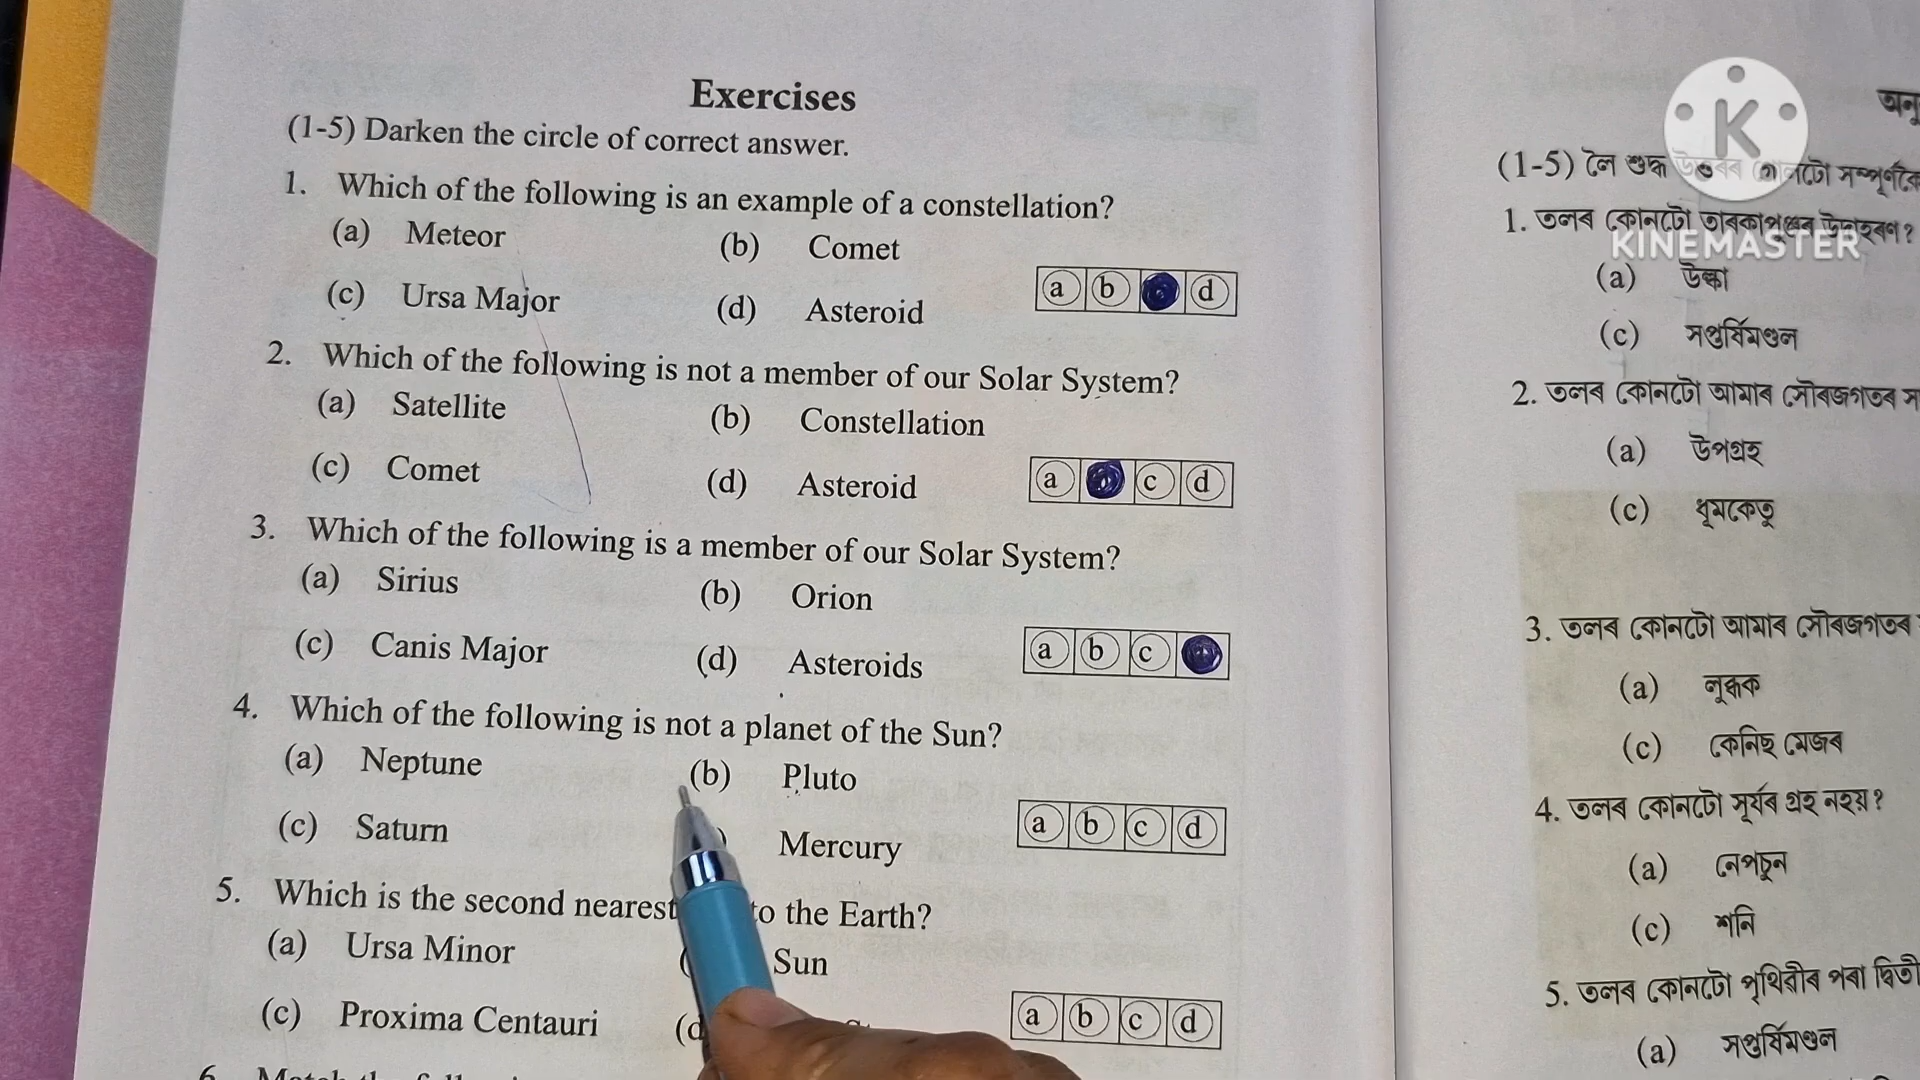 Exercises
(1-5) Darken the circle of correct answer.
1. Which of the following is an example of a constellation?
(a) Meteor (b) Comet
(c) Ursa Major (d) Asteroid
a b d
2. Which of the following is not a member of our Solar System?
(a) Satellite (b) Constellation
(c) Comet (d) Asteroid
a c d
3. Which of the following is a member of our Solar System?
(a) Sirius (b) Orion
(c) Canis Major (d) Asteroids
a b c
4. Which of the following is not a planet of the Sun?
(a) Neptune (b) Pluto
(c) Saturn Mercury
a b c d
5. Which is the second nearest to the Earth?
(a) Ursa Minor Sun
(c) Proxima Centauri (d
a b c d
K
KINEMASTER
(1-5) লৈ শুদ্ধ উত্তৰৰ
1. তলৰ কোনটো তাৰকাপুঞ্জৰ উদাহৰণ?
(a) উল্কা
(c) সপ্তৰ্ষিমণ্ডল
2. তলৰ কোনটো আমাৰ সৌৰজগতৰ
(a) উপগ্ৰহ
(c) ধূমকেতু
3. তলৰ কোনটো আমাৰ সৌৰজগতৰ
(a) লুব্ধক
(c) কেনিছ মেজৰ
4. তলৰ কোনটো সূৰ্যৰ গ্ৰহ নহয়?
(a) নেপচুন
(c) শনি
5. তলৰ কোনটো পৃথিৱীৰ পৰা
(a) সপ্তৰ্ষিমণ্ডল